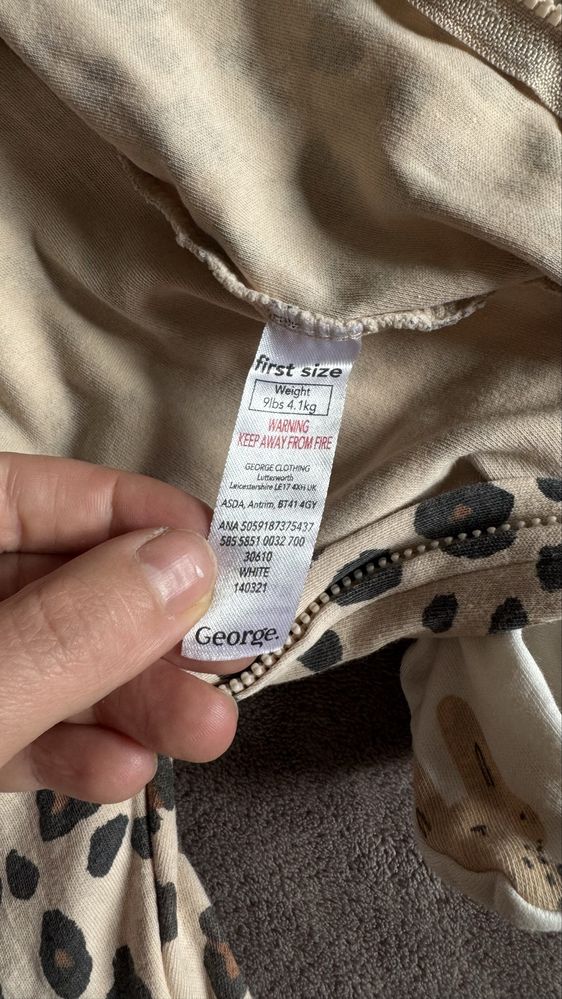 first size
Weight
9lbs 4.1kg
WARNING
KEEP AWAY FROM FIRE
GEORGE CLOTHING
Lutterworth
Leicestershire LE17 4XH UK
ASDA, Antrim, BT41 4GY
ANA 5059187375437
585 5851 0032 700
30610
WHITE
140321
George.